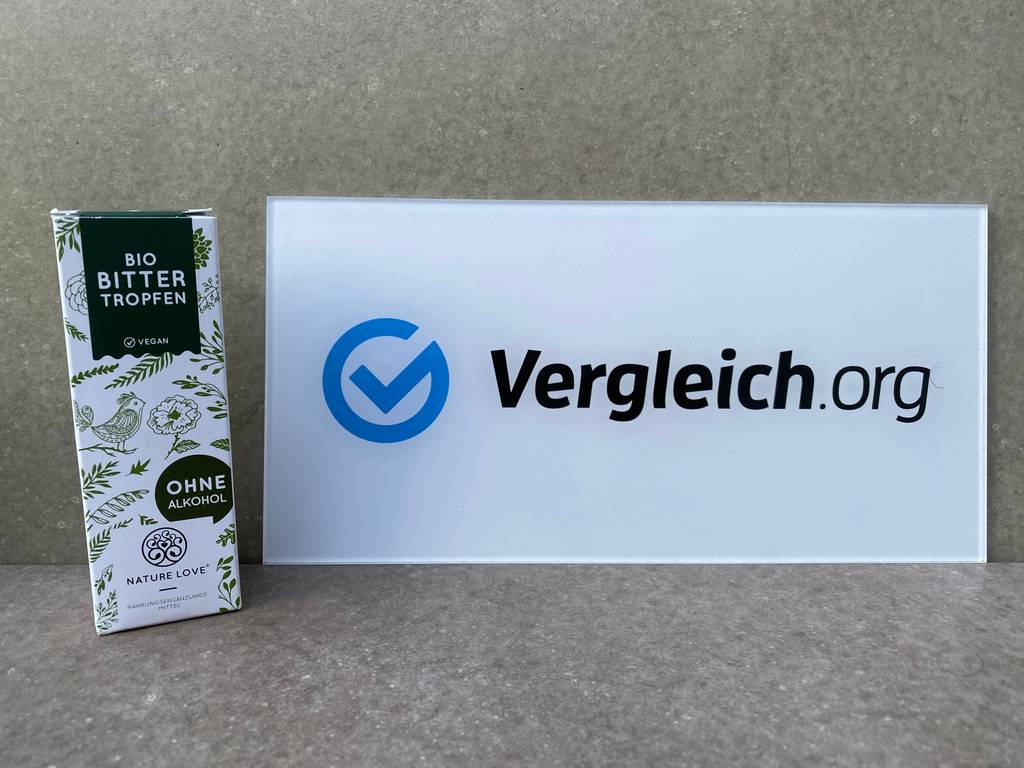 BIO
BITTER
TROPFEN
VEGAN
OHNE
ALKOHOL
NATURE LOVE®
NAHRUNGSERGÄNZUNGS-
MITTEL
Vergleich.org